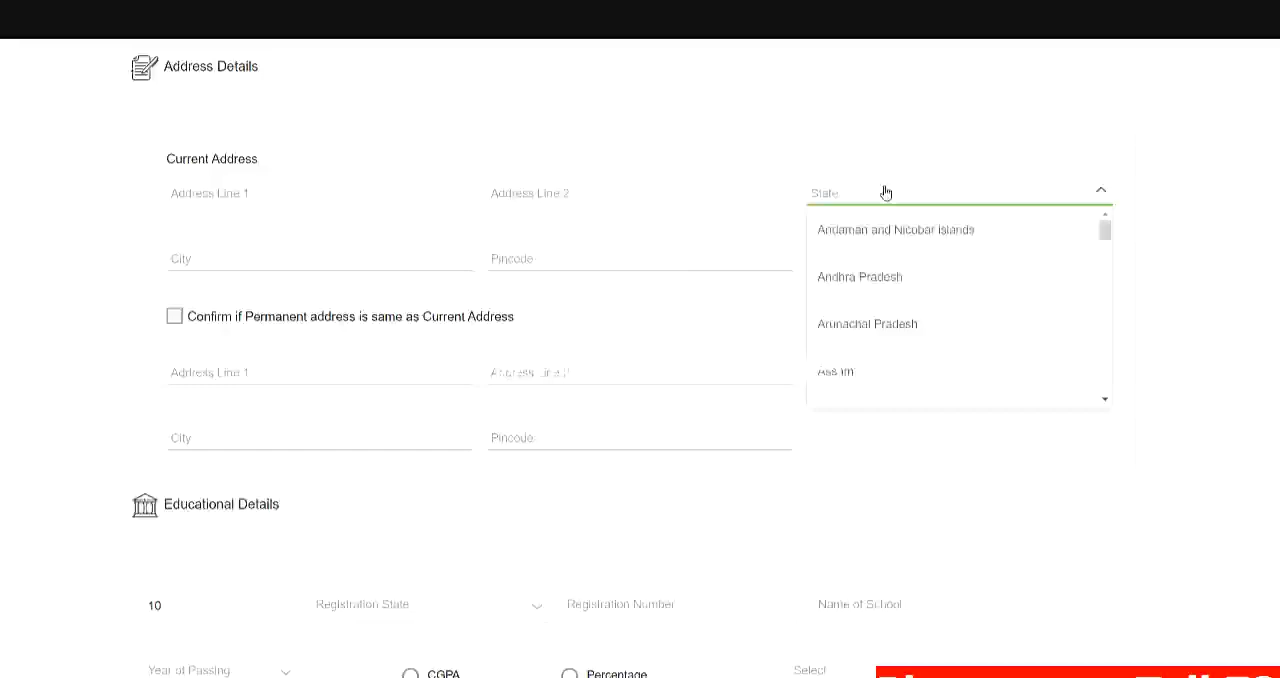 Address Details
Current Address
Address Line 1
Address Line 2
State
Andaman and Nicobar islands
Andhra Pradesh
Arunachal Pradesh
City
Pincode
Confirm if Permanent address is same as Current Address
Address Line 1
Address Line
City
Pincode
Educational Details
10
Registration State
Registration Number
Name of School
Year of Passing
CGPA
Percentage
Select